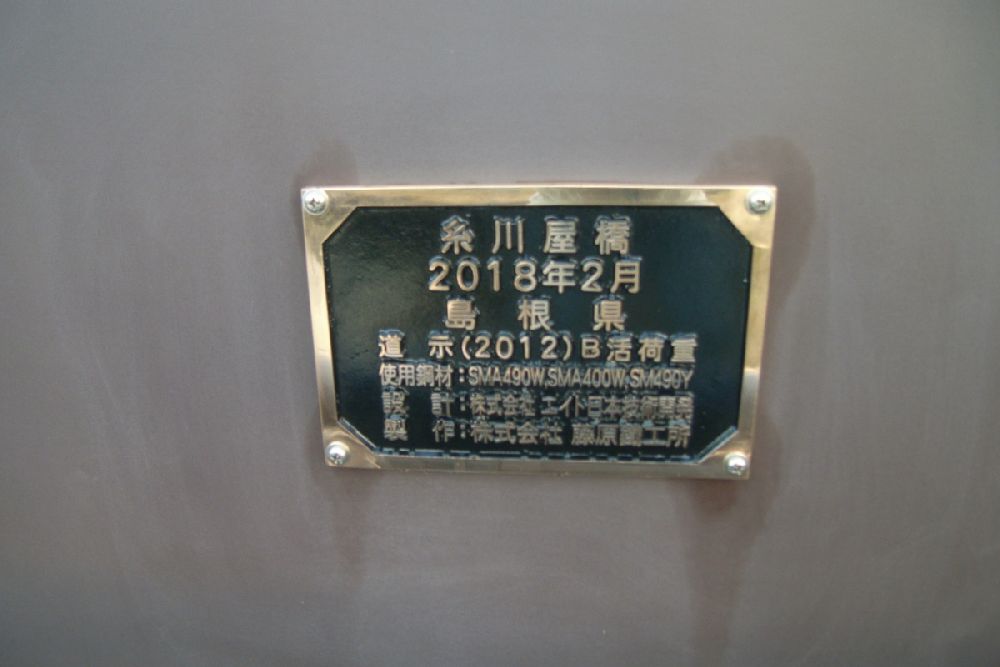 糸川屋橋
2018年2月
島根県
道示(2012)B活荷重
使用鋼材:SMA490W,SMA400W,SM490Y
設計:株式会社 エイト日本技術開発
製作:株式会社 藤原鐵工所